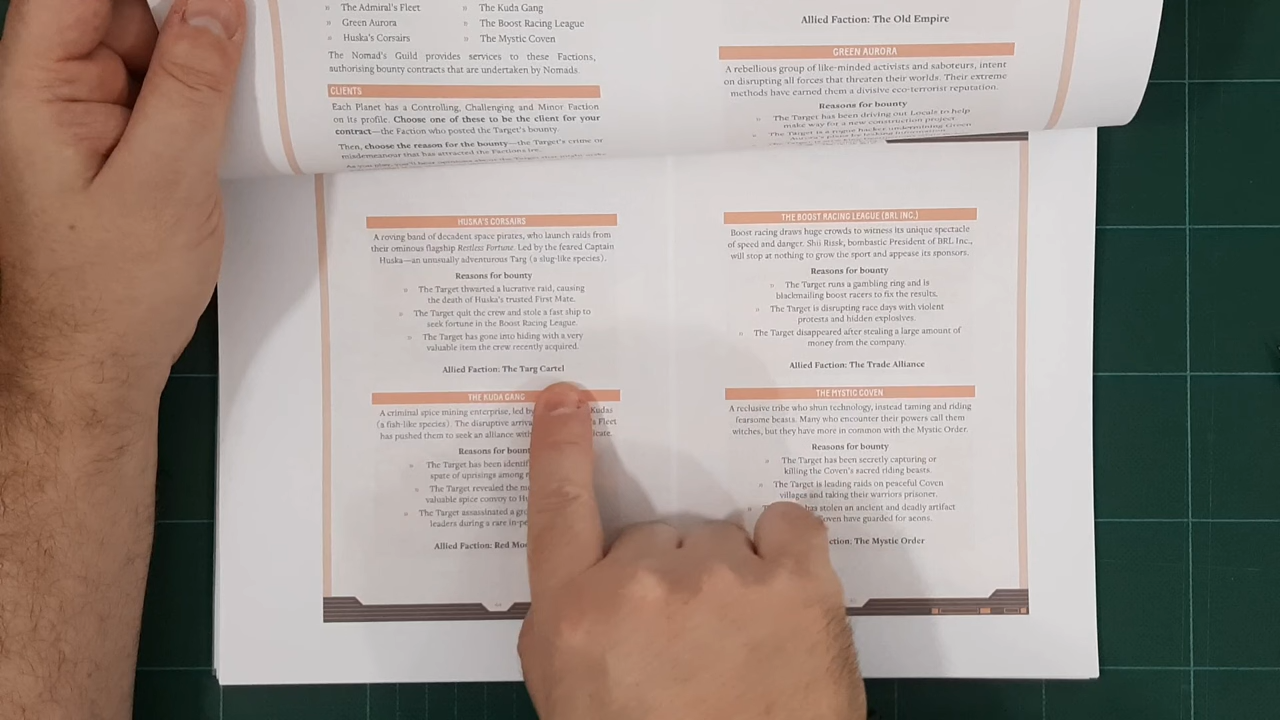 » The Admiral's Fleet
» Green Aurora
» Huska's Corsairs
» The Kuda Gang
» The Boost Racing League
» The Mystic Coven
The Nomad's Guild provides services to these Factions,
authorising bounty contracts that are undertaken by Nomads.
CLIENTS
Each Planet has a Controlling, Challenging and Minor Faction
on its profile. Choose one of these to be the client for your
contract—the Faction who posted the Target's bounty.
Then, choose the reason for the bounty—the Target's crime or
misdemeanour that has attracted the Factions ire.
Allied Faction: The Old Empire
GREEN AURORA
A rebellious group of like-minded activists and saboteurs, intent
on disrupting all forces that threaten their worlds. Their extreme
methods have earned them a divisive eco-terrorist reputation.
Reasons for bounty
» The Target has been driving out Locals to help
make way for a new construction project.
» The Target is a rogue hacker undermining Green
HUSKA'S CORSAIRS
A roving band of decadent space pirates, who launch raids from
their ominous flagship Restless Fortune. Led by the feared Captain
Huska—an unusually adventurous Targ (a slug-like species).
Reasons for bounty
» The Target thwarted a lucrative raid, causing
the death of Huska's trusted First Mate.
» The Target quit the crew and stole a fast ship to
seek fortune in the Boost Racing League.
» The Target has gone into hiding with a very
valuable item the crew recently acquired.
Allied Faction: The Targ Cartel
THE KUDA GANG
A criminal spice mining enterprise, led by Kudas
(a fish-like species). The disruptive Fleet
has pushed them to seek an alliance with
Reasons for
» The Target has been
spate of uprisings among
» The Target revealed the
valuable spice convoy to
» The Target assassinated a
leaders during a rare
Allied Faction: Red
THE BOOST RACING LEAGUE (BRL INC.)
Boost racing draws huge crowds to witness its unique spectacle
of speed and danger. Shii Rissk, bombastic President of BRL Inc.,
will stop at nothing to grow the sport and appease its sponsors.
Reasons for bounty
» The Target runs a gambling ring and is
blackmailing boost racers to fix the results.
» The Target is disrupting race days with violent
protests and hidden explosives.
» The Target disappeared after stealing a large amount of
money from the company.
Allied Faction: The Trade Alliance
THE MYSTIC COVEN
A reclusive tribe who shun technology, instead taming and riding
fearsome beasts. Many who encounter their powers call them
witches, but they have more in common with the Mystic Order.
Reasons for bounty
» The Target has been secretly capturing or
killing the Coven's sacred riding beasts.
» The Target is leading raids on peaceful Coven
villages and taking their warriors prisoner.
» has stolen an ancient and deadly artifact
Coven have guarded for aeons.
The Mystic Order